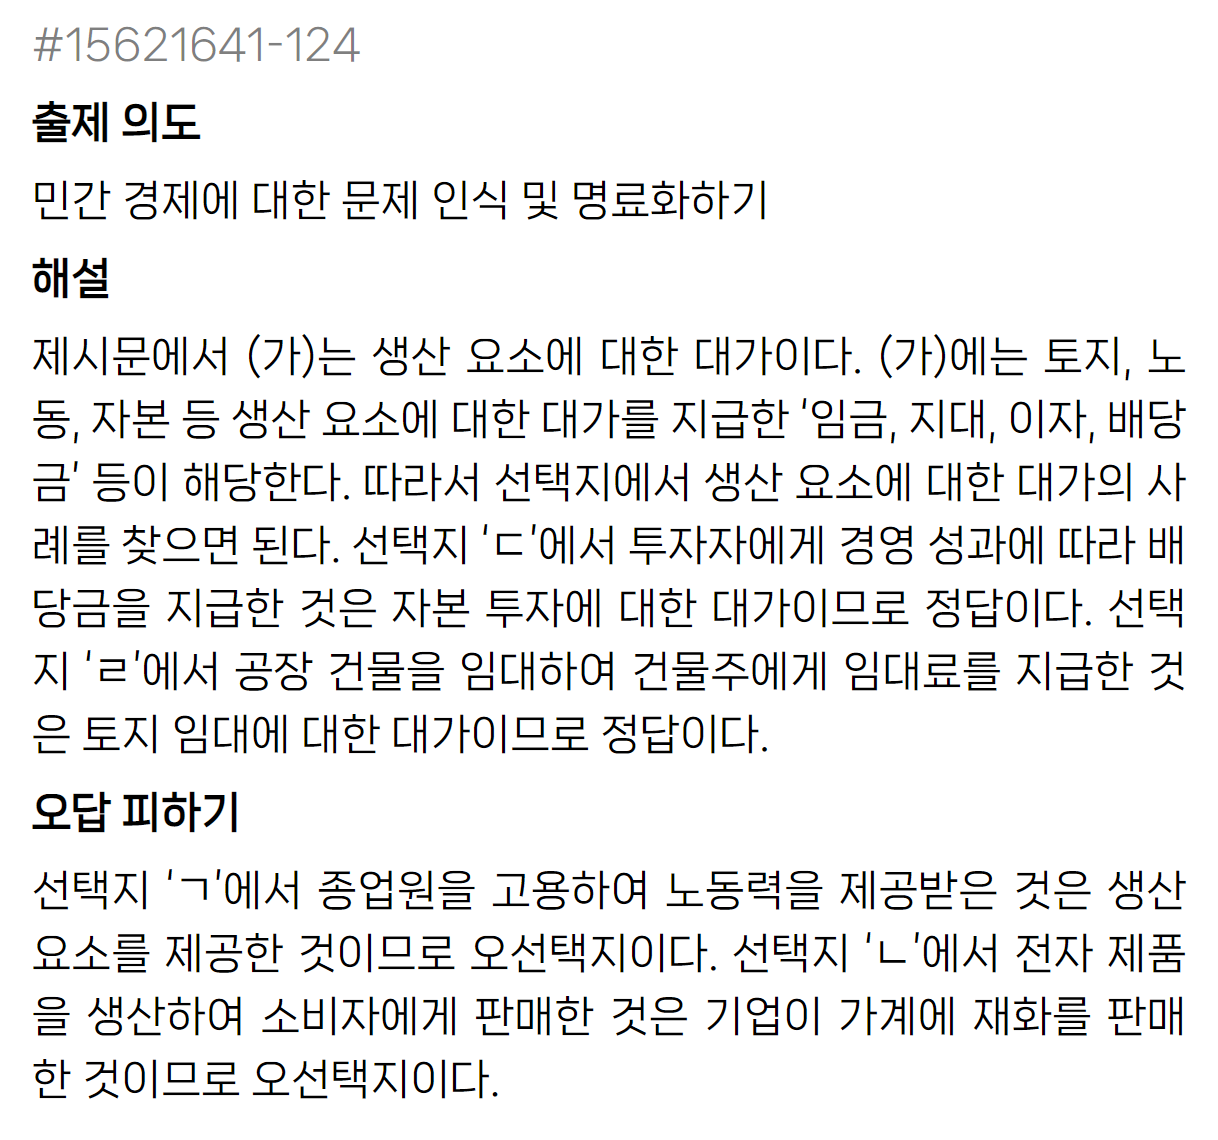 #15621641-124
출제 의도
민간 경제에 대한 문제 인식 및 명료화하기
해설
제시문에서 (가)는 생산 요소에 대한 대가이다. (가)에는 토지, 노
동, 자본 등 생산 요소에 대한 대가를 지급한 ‘임금, 지대, 이자, 배당
금’ 등이 해당한다. 따라서 선택지에서 생산 요소에 대한 대가의 사
례를 찾으면 된다. 선택지 ‘ㄷ’에서 투자자에게 경영 성과에 따라 배
당금을 지급한 것은 자본 투자에 대한 대가이므로 정답이다. 선택
지 ‘ㄹ’에서 공장 건물을 임대하여 건물주에게 임대료를 지급한 것
은 토지 임대에 대한 대가이므로 정답이다.
오답 피하기
선택지 ‘ㄱ’에서 종업원을 고용하여 노동력을 제공받은 것은 생산
요소를 제공한 것이므로 오선택지이다. 선택지 ‘ㄴ’에서 전자 제품
을 생산하여 소비자에게 판매한 것은 기업이 가계에 재화를 판매
한 것이므로 오선택지이다.